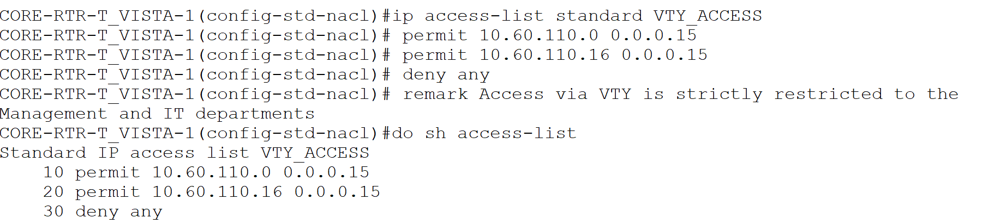 CORE-RTR-T_VISTA-1(config-std-nacl)#ip access-list standard VTY_ACCESS
CORE-RTR-T_VISTA-1(config-std-nacl)# permit 10.60.110.0 0.0.0.15
CORE-RTR-T_VISTA-1(config-std-nacl)# permit 10.60.110.16 0.0.0.15
CORE-RTR-T_VISTA-1(config-std-nacl)# deny any
CORE-RTR-T_VISTA-1(config-std-nacl)# remark Access via VTY is strictly restricted to the
Management and IT departments
CORE-RTR-T_VISTA-1(config-std-nacl)#do sh access-list
Standard IP access list VTY_ACCESS
    10 permit 10.60.110.0 0.0.0.15
    20 permit 10.60.110.16 0.0.0.15
    30 deny any